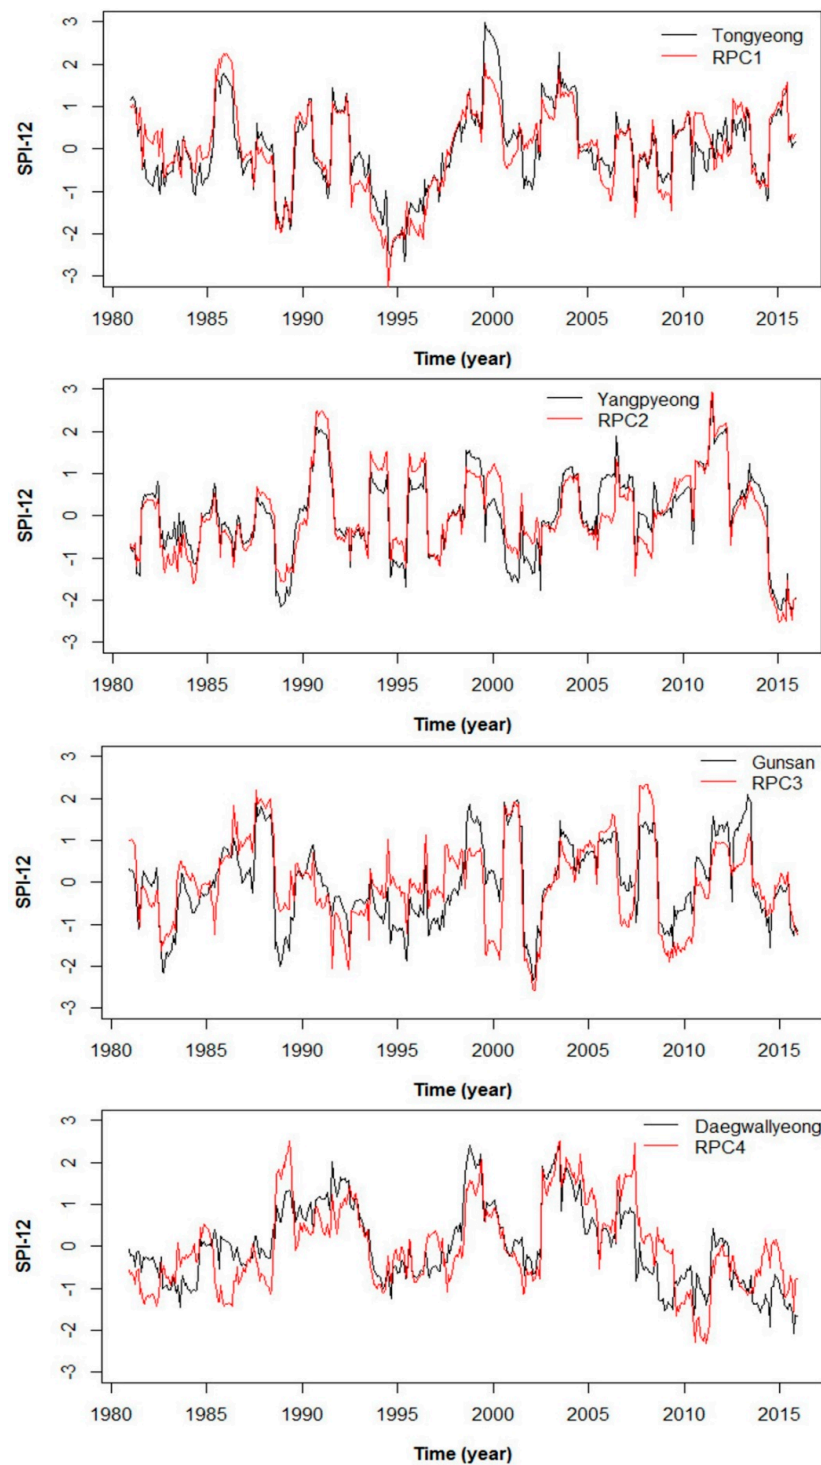 3
Tongyeong
RPC1
2
1
0
-1
-2
-3
SPI-12
1980 1985 1990 1995 2000 2005 2010 2015
Time (year)
3
Yangpyeong
RPC2
2
1
0
-1
-2
-3
SPI-12
1980 1985 1990 1995 2000 2005 2010 2015
Time (year)
3
Gunsan
RPC3
2
1
0
-1
-2
-3
SPI-12
1980 1985 1990 1995 2000 2005 2010 2015
Time (year)
3
Daegwallyeong
RPC4
2
1
0
-1
-2
-3
SPI-12
1980 1985 1990 1995 2000 2005 2010 2015
Time (year)